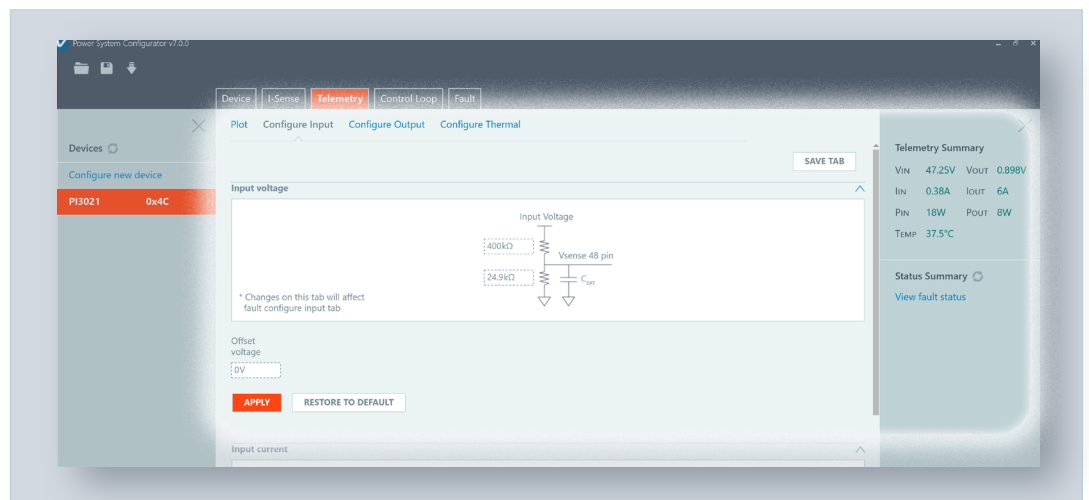 Power System Configurator v7.0.0
Device I-Sense Telemetry Control Loop Fault
Plot Configure Input Configure Output Configure Thermal
Devices
Configure new device
PI3021 0x4C
SAVE TAB
Input voltage
Input Voltage
400kΩ
Vsense 48 pin
24.9kΩ
CEXT
* Changes on this tab will affect
fault configure input tab
Offset
voltage
0V
APPLY RESTORE TO DEFAULT
Input current
Telemetry Summary
VIN 47.25V VOUT 0.898V
IIN 0.38A IOUT 6A
PIN 18W POUT 8W
TEMP 37.5°C
Status Summary
View fault status